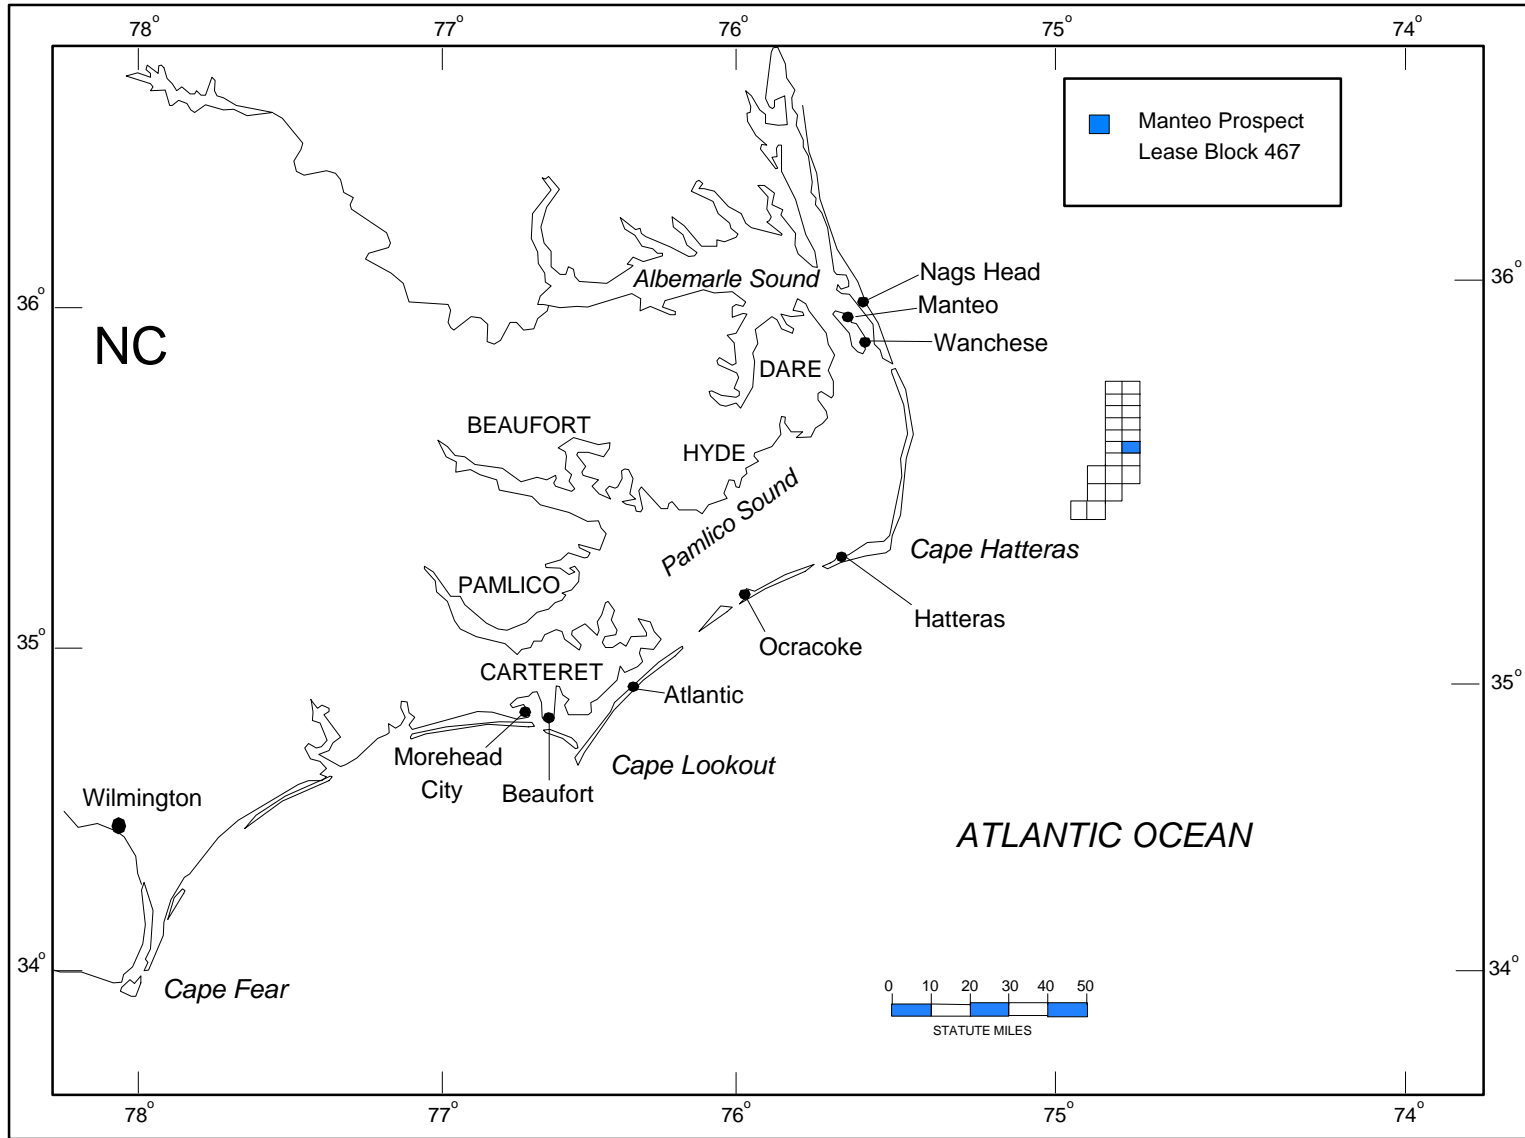 78° 77° 76° 75° 74°
Manteo Prospect
Lease Block 467
Albemarle Sound
Nags Head
36°
36°
Manteo
NC
Wanchese
DARE
BEAUFORT
HYDE
Pamlico Sound
Cape Hatteras
PAMLICO
Hatteras
35°
Ocracoke
CARTERET
35°
Atlantic
Morehead
City
Cape Lookout
Beaufort
Wilmington
ATLANTIC OCEAN
34°
34°
Cape Fear
0 10 20 30 40 50
STATUTE MILES
78° 77° 76° 75° 74°